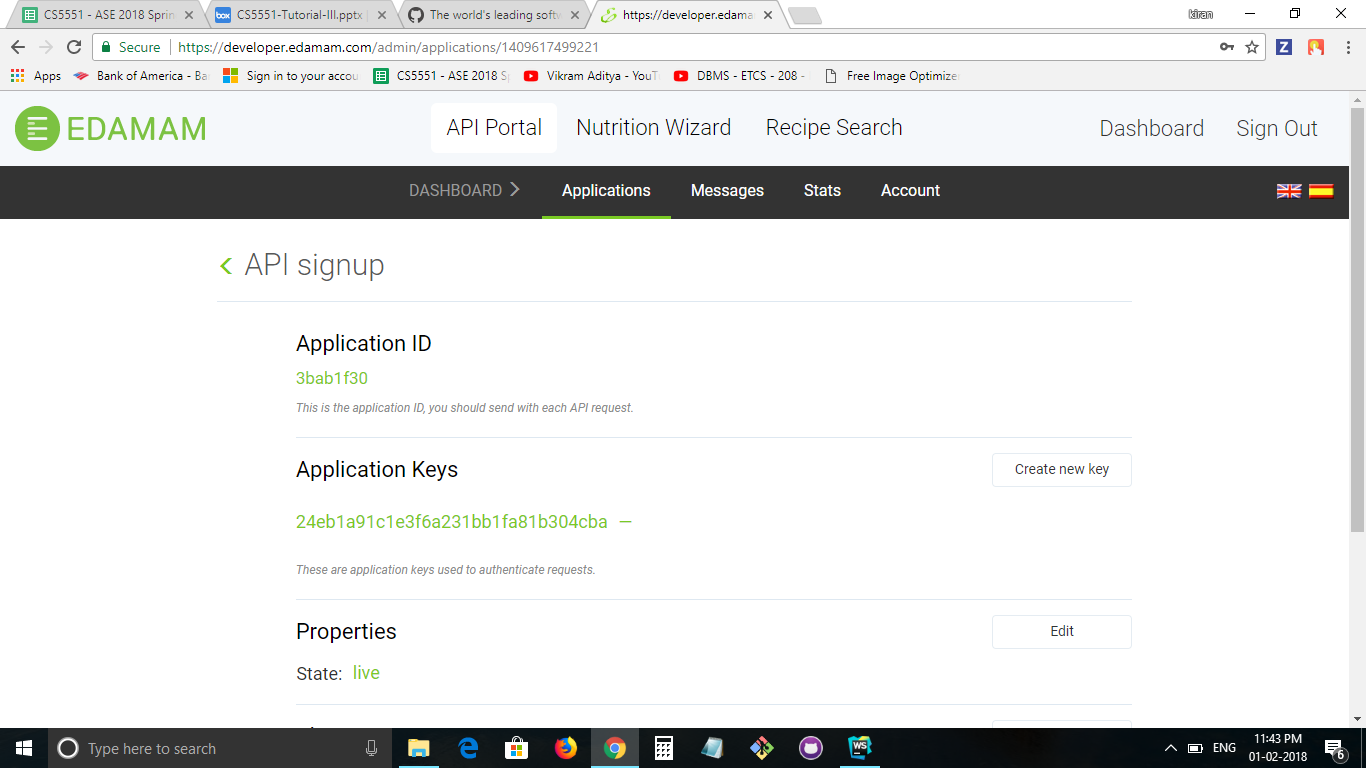 CS5551 - ASE 2018 Sprin
CS5551-Tutorial-III.pptx
The world's leading softw
https://developer.edama
kiran
Secure
https://developer.edamam.com/admin/applications/1409617499221
Apps
Bank of America - Ba
Sign in to your accou
CS5551 - ASE 2018 Sp
Vikram Aditya - YouT
DBMS - ETCS - 208 -
Free Image Optimize
EDAMAM
API Portal
Nutrition Wizard
Recipe Search
Dashboard
Sign Out
DASHBOARD
Applications
Messages
Stats
Account
API signup
Application ID
3bab1f30
This is the application ID, you should send with each API request.
Application Keys
Create new key
24eb1a91c1e3f6a231bb1fa81b304cba —
These are application keys used to authenticate requests.
Properties
Edit
State: live
Type here to search
WS
ENG
11:43 PM
01-02-2018
6